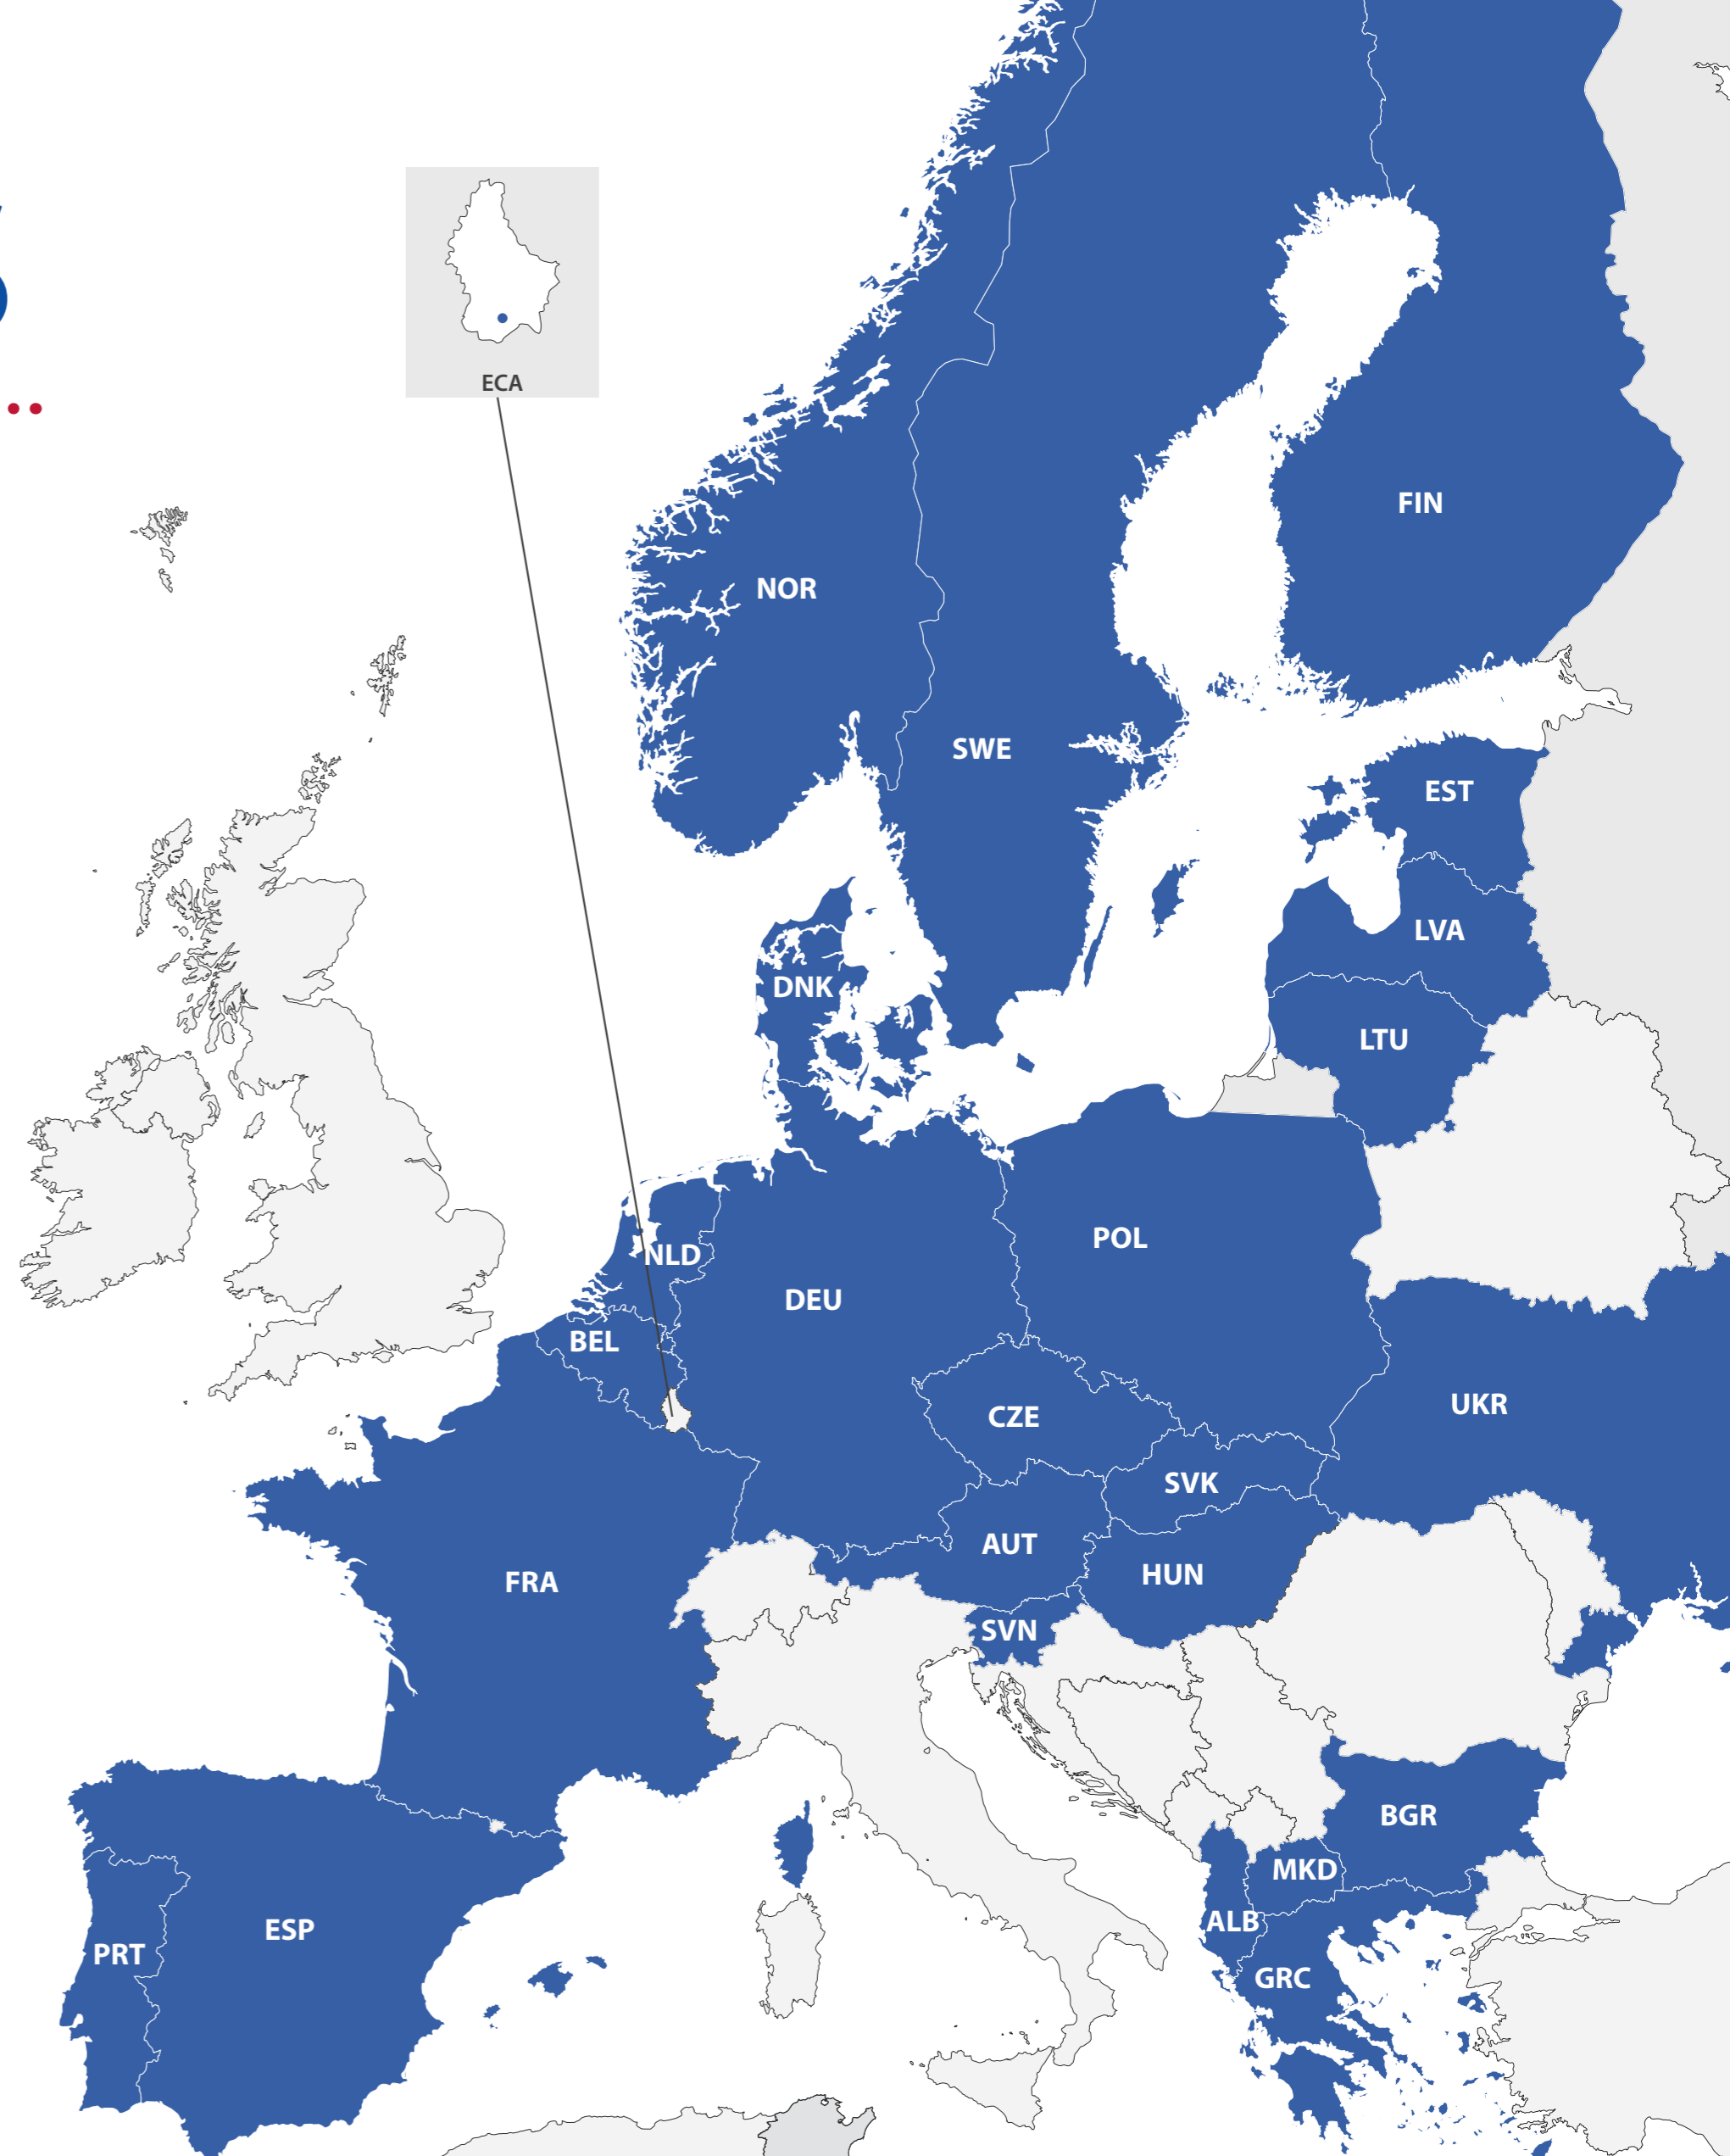 ECA
FIN
NOR
SWE
EST
LVA
DNK
LTU
POL
NLD
DEU
BEL
UKR
CZE
SVK
AUT
HUN
FRA
SVN
BGR
MKD
ALB
ESP
PRT
GRC